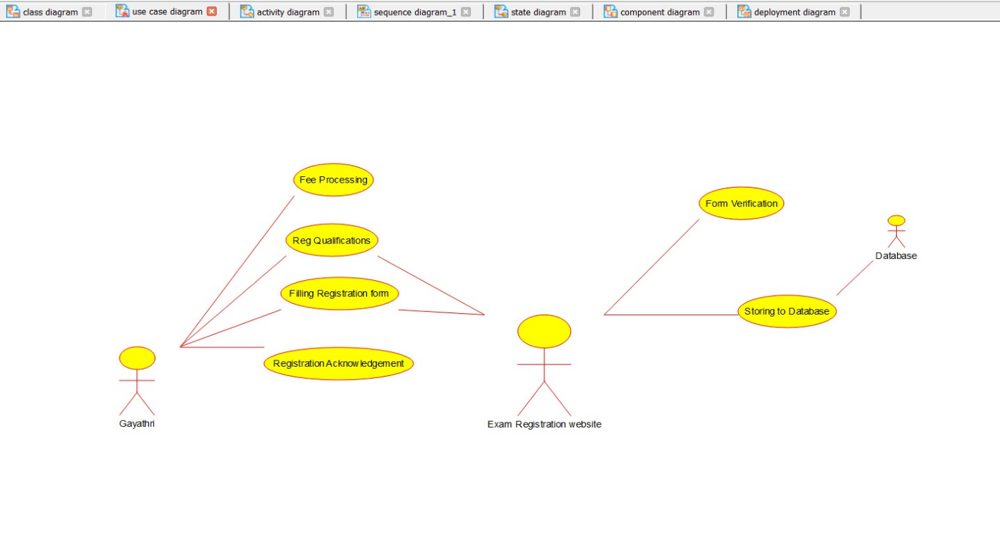 class diagram
use case diagram
activity diagram
sequence diagram_1
state diagram
component diagram
deployment diagram
Fee Processing
Form Verification
Reg Qualifications
Database
Filling Registration form
Storing to Database
Registration Acknowledgement
Gayathri
Exam Registration website